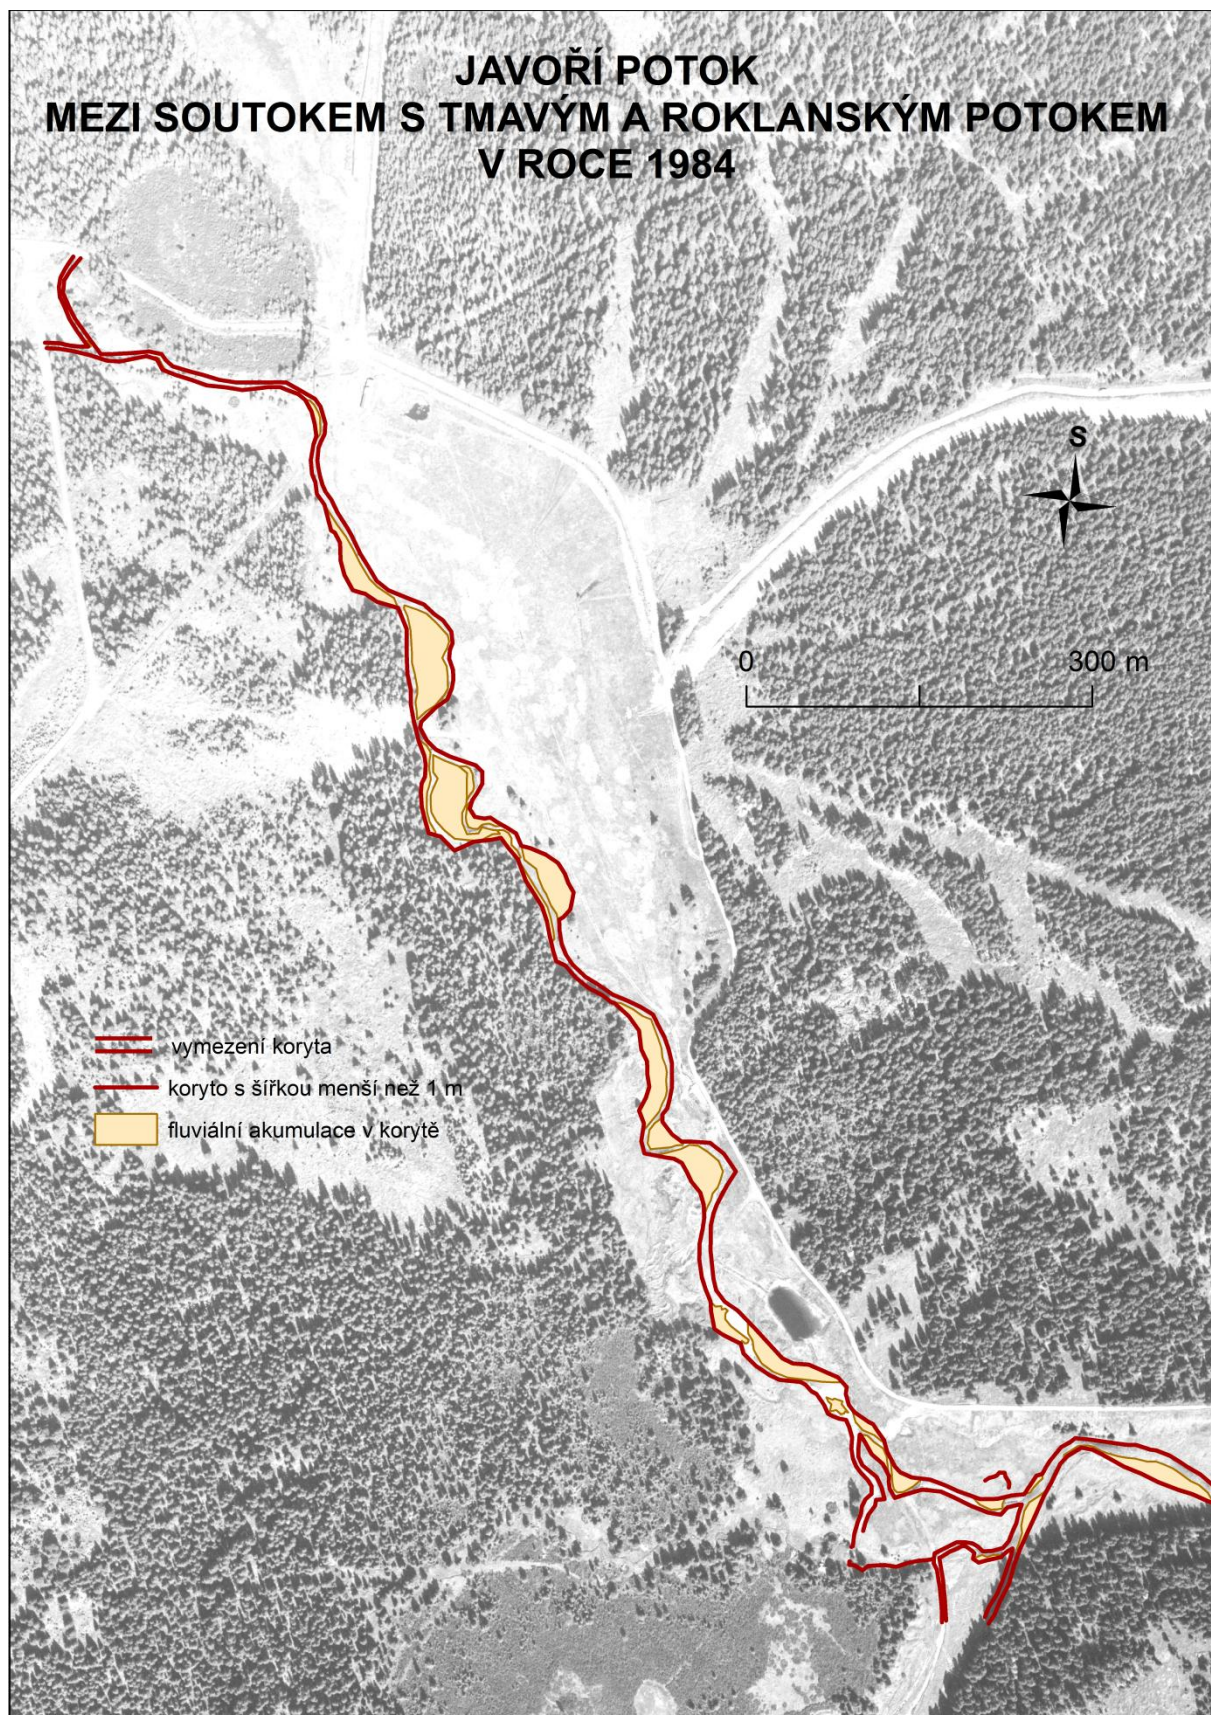 JAVOŘÍ POTOK
MEZI SOUTOKEM S TMAVÝM A ROKLANSKÝM POTOKEM
V ROCE 1984
S
0 300 m
vymezení koryta
koryto s šířkou menší než 1 m
fluviální akumulace v korytě